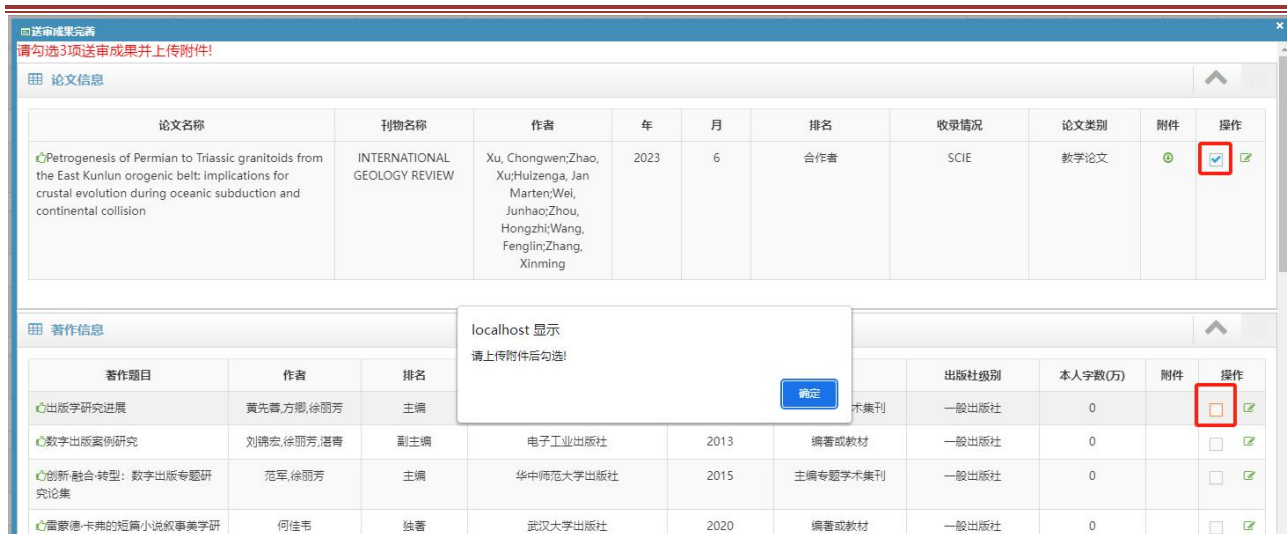 送审成果完善
请勾选3项送审成果并上传附件!
论文信息
论文名称 刊物名称 作者 年 月 排名 收录情况 论文类别 附件 操作
Petrogenesis of Permian to Triassic granitoids from INTERNATIONAL Xu, Chongwen;Zhao, 2023 6 合作者 SCIE 教学论文
the East Kunlun orogenic belt: implications for GEOLOGY REVIEW Xu;Huizenga, Jan
crustal evolution during oceanic subduction and Marten;Wei,
continental collision Junhao;Zhou,
Hongzhi;Wang,
Fenglin;Zhang,
Xinming
著作信息
localhost 显示
请上传附件后勾选!
确定
著作题目 作者 排名 出版社级别 本人字数(万) 附件 操作
出版学研究进展 黄先蓉,方卿,徐丽芳 主编 术集刊 一般出版社 0
数字出版案例研究 刘锦宏,徐丽芳,湛青 副主编 电子工业出版社 2013 编著或教材 一般出版社 0
创新·融合·转型：数字出版专题研 范军,徐丽芳 主编 华中师范大学出版社 2015 主编专题学术集刊 一般出版社 0
究论集
雷蒙德·卡弗的短篇小说叙事美学研 何佳韦 独著 武汉大学出版社 2020 编著或教材 一般出版社 0